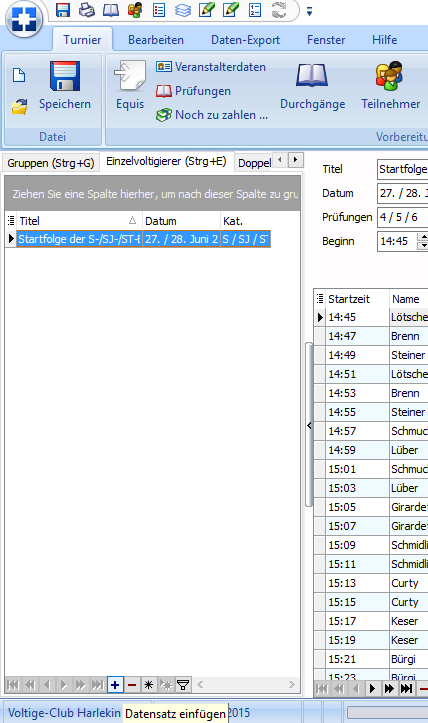 Turnier Bearbeiten Daten-Export Fenster Hilfe
Speichern
Datei
Equis
Veranstalterdaten
Prüfungen
Noch zu zahlen ...
Durchgänge
Teilnehmer
Vorbereitu
Gruppen (Strg+G) Einzelvoltigierer (Strg+E) Doppel
Ziehen Sie eine Spalte hierher, um nach dieser Spalte zu gru
Titel Datum Kat.
Startfolge der S-/SJ-/ST-E 27. / 28. Juni 2 S / SJ / ST
Titel Startfolge
Datum 27. / 28. J
Prüfungen 4 / 5 / 6
Beginn 14:45
Startzeit Name
14:45 Lötsche
14:47 Brenn
14:49 Steiner
14:51 Lötsche
14:53 Brenn
14:55 Steiner
14:57 Schmuc
14:59 Lüber
15:01 Schmuc
15:03 Lüber
15:05 Girardet
15:07 Girardet
15:09 Schmidli
15:11 Schmidli
15:13 Curty
15:15 Curty
15:17 Keser
15:19 Keser
15:21 Bürgi
15:23 Bürgi
Voltige-Club Harlekin
Datensatz einfügen
2015